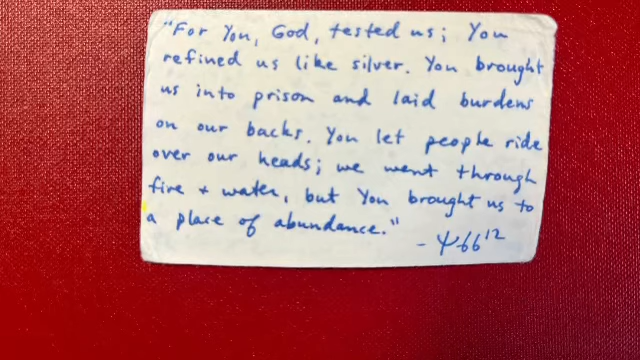 "For You, God, tested us; You
refined us like silver. You brought
us into prison and laid burdens
on our backs. You let people ride
over our heads; we went through
fire + water, but You brought us to
a place of abundance."
- Ψ66¹²